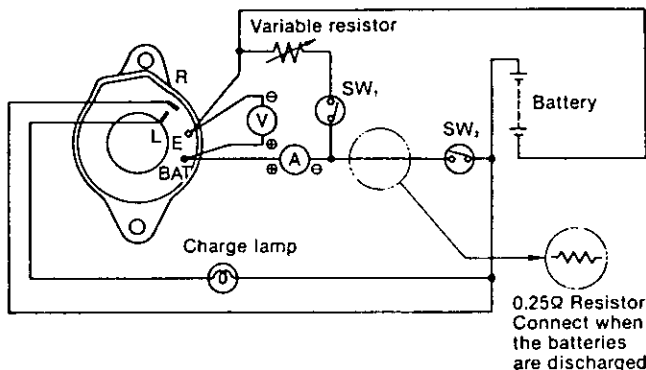 Variable resistor
R
SW₁
⊖
L
E
V
Battery
SW₂
BAT
⊕
⊕
A
⊖
Charge lamp
0.25Ω Resistor
Connect when
the batteries
are discharged